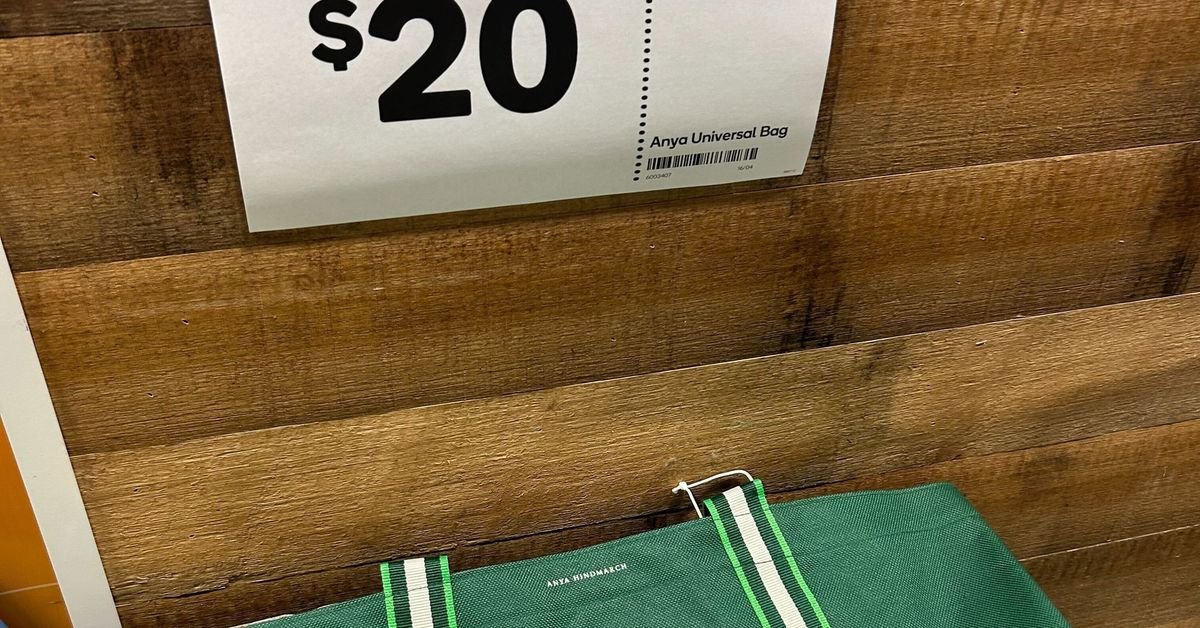 $20
Anya Universal Bag
6003407 16/04
ANYA HINDMARCH